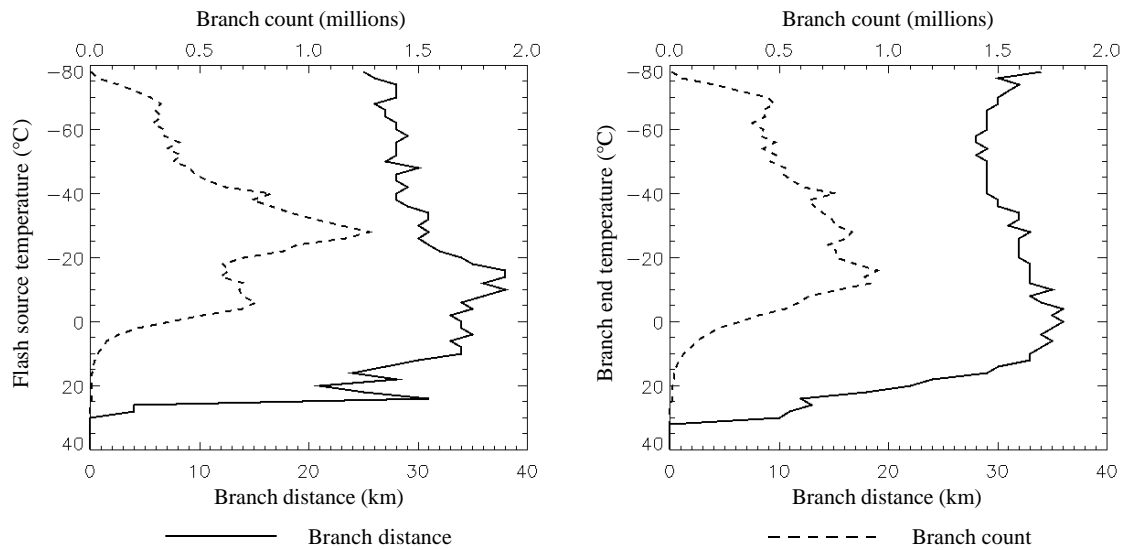 Branch count (millions)
0.0 0.5 1.0 1.5 2.0
−80
−60
−40
−20
0
20
40
Flash source temperature (°C)
0 10 20 30 40
Branch distance (km)
Branch count (millions)
0.0 0.5 1.0 1.5 2.0
−80
−60
−40
−20
0
20
40
Branch end temperature (°C)
0 10 20 30 40
Branch distance (km)
Branch distance
Branch count